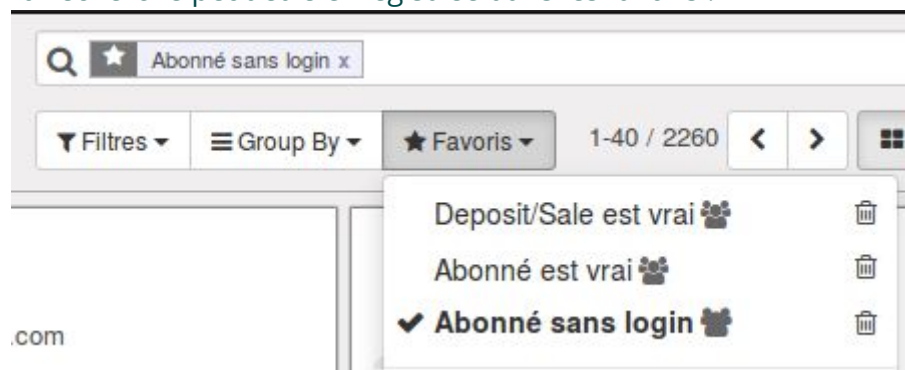 Abonné sans login x
Filtres
Group By
Favoris
1-40 / 2260
Deposit/Sale est vrai
Abonné est vrai
Abonné sans login
.com